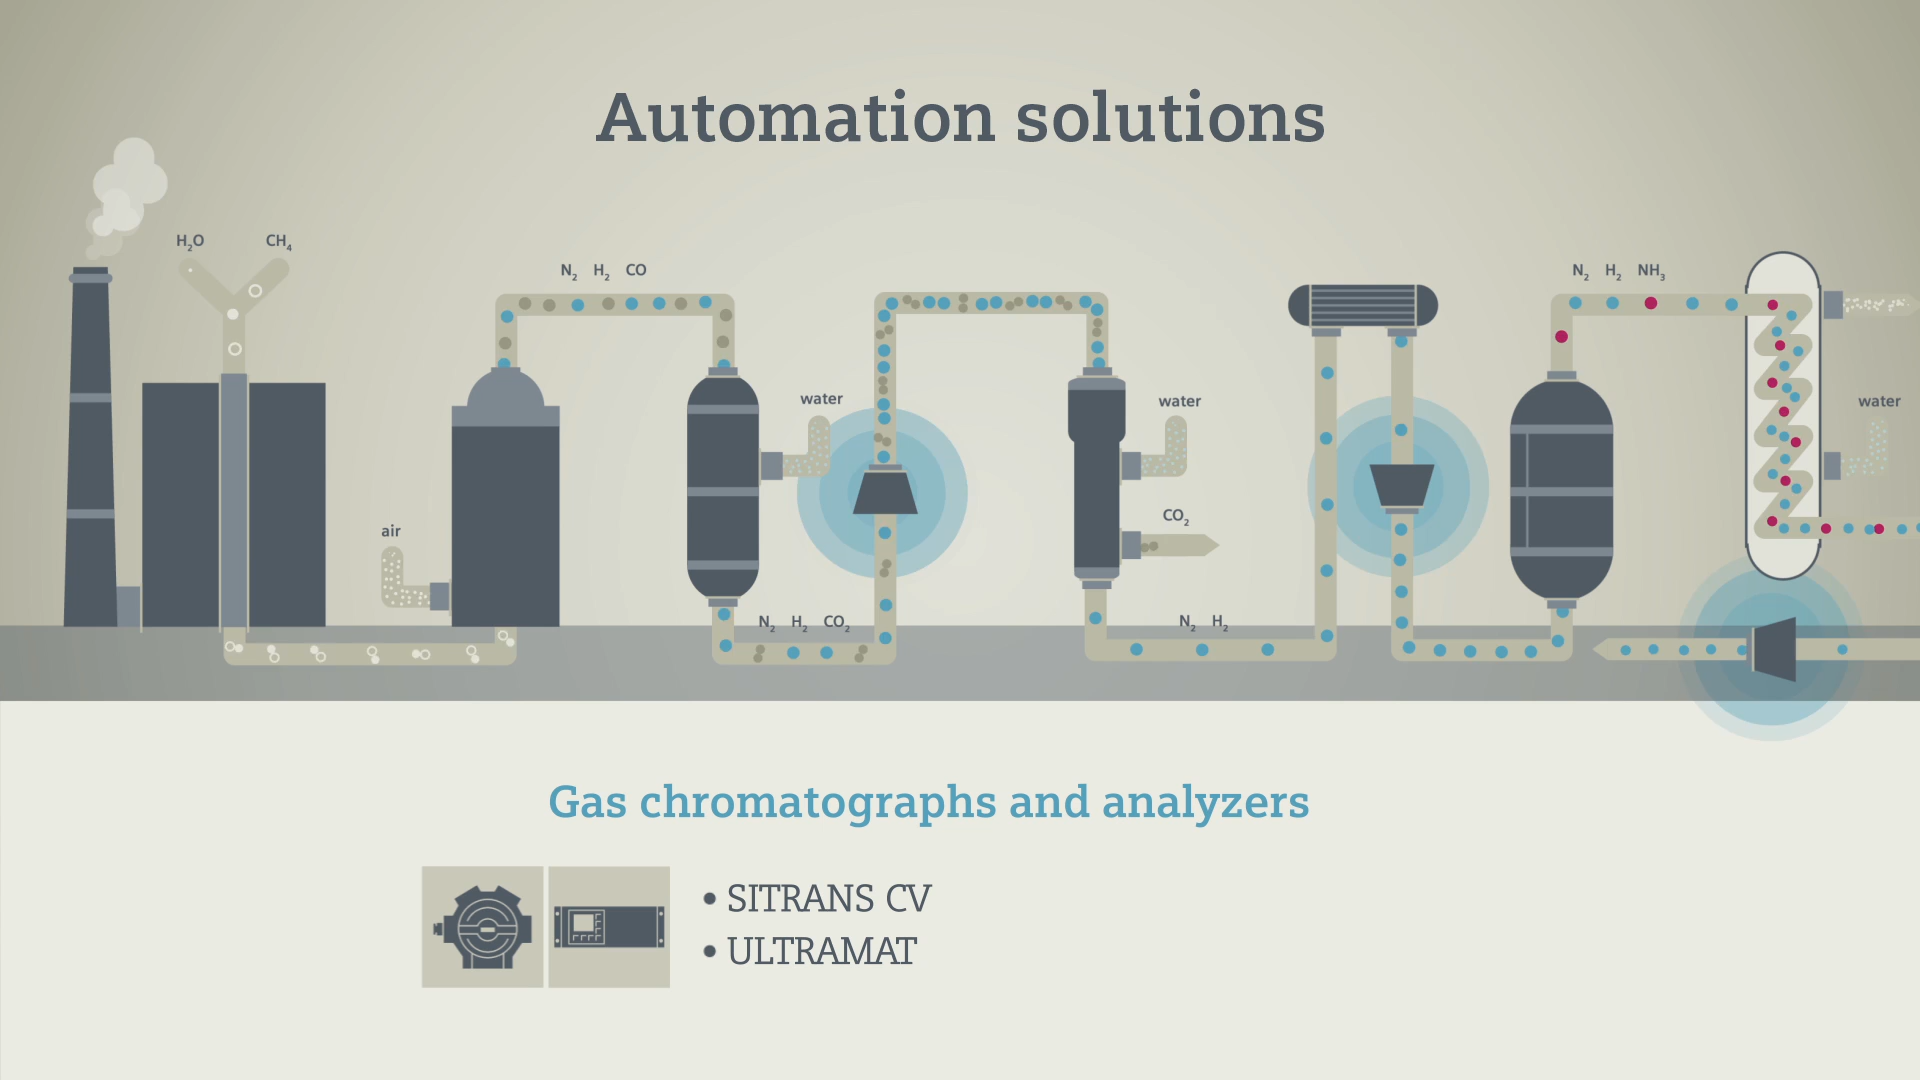 Automation solutions
H₂O CH₄
N₂ H₂ CO
N₂ H₂ NH₃
water
water
water
air
CO₂
N₂ H₂ CO₂
N₂ H₂
Gas chromatographs and analyzers
• SITRANS CV
• ULTRAMAT